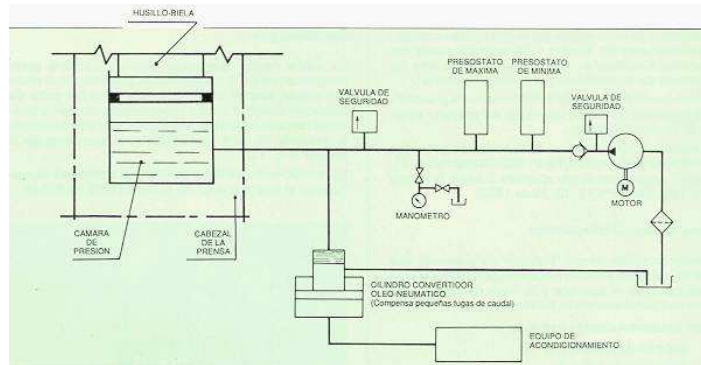 HUSILLO-BIELA
PRESOSTATO
DE MAXIMA
PRESOSTATO
DE MINIMA
VALVULA DE
SEGURIDAD
VALVULA DE
SEGURIDAD
M
MOTOR
MANOMETRO
CAMARA
DE
PRESION
CABEZAL
DE LA
PRENSA
CILINDRO CONVERTIDOR
OLEO-NEUMATICO
(Compensa pequeñas fugas de caudal)
EQUIPO DE
ACONDICIONAMIENTO